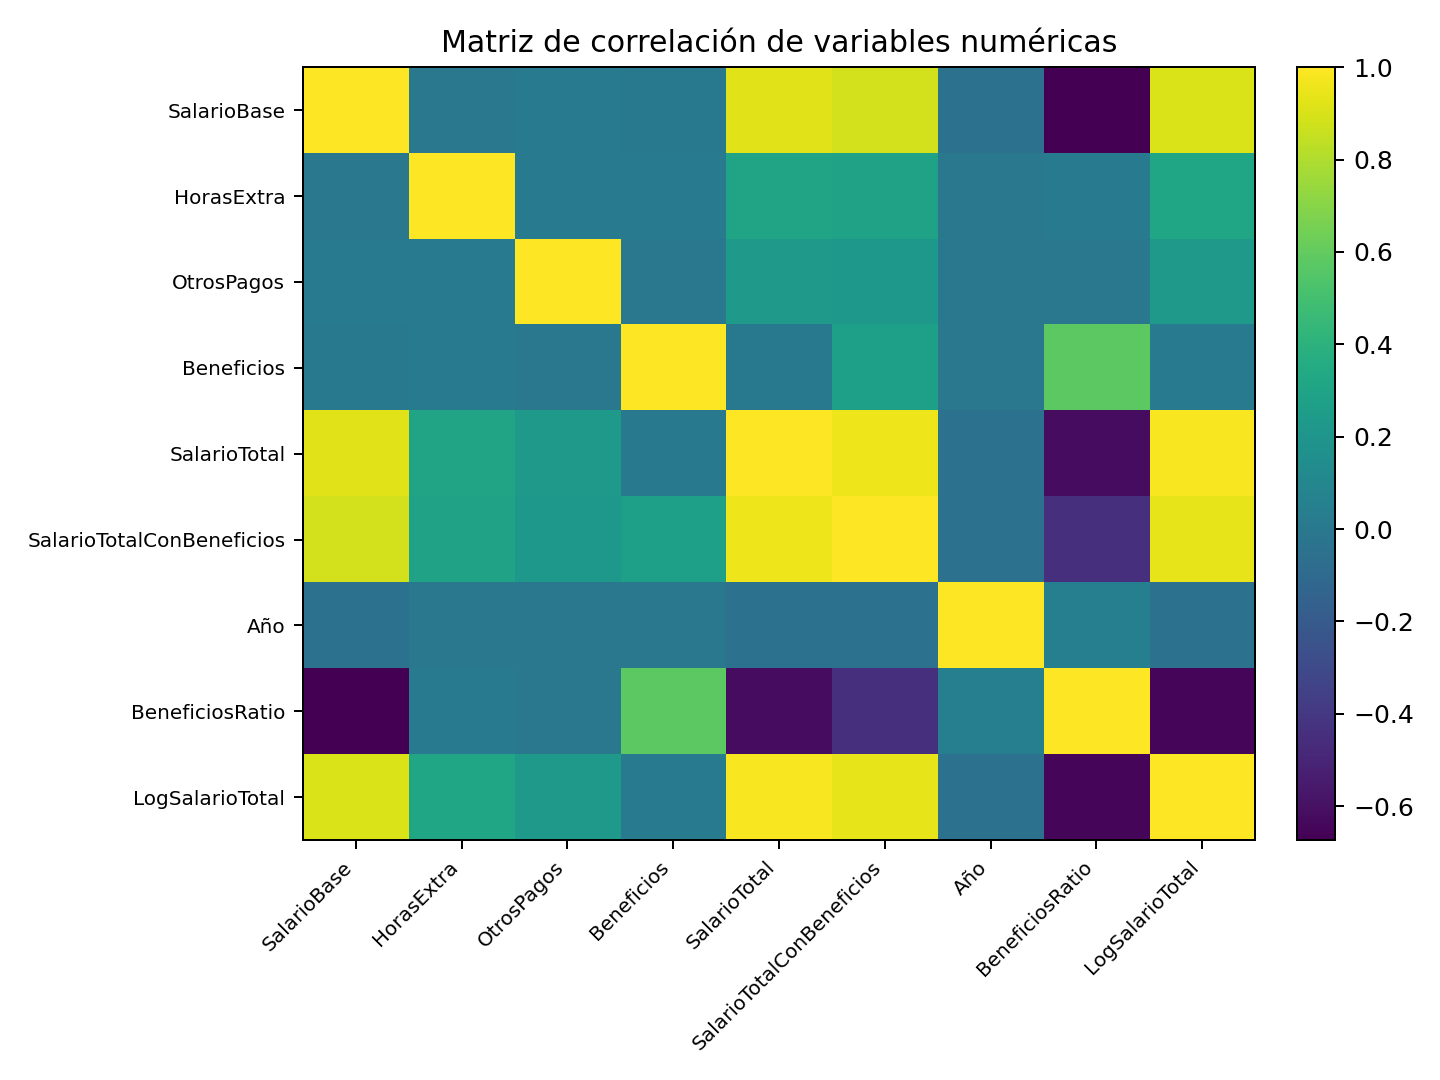 Matriz de correlación de variables numéricas
SalarioBase
HorasExtra
OtrosPagos
Beneficios
SalarioTotal
SalarioTotalConBeneficios
Año
BeneficiosRatio
LogSalarioTotal
SalarioBase
HorasExtra
OtrosPagos
Beneficios
SalarioTotal
SalarioTotalConBeneficios
Año
BeneficiosRatio
LogSalarioTotal
1.0
0.8
0.6
0.4
0.2
0.0
−0.2
−0.4
−0.6